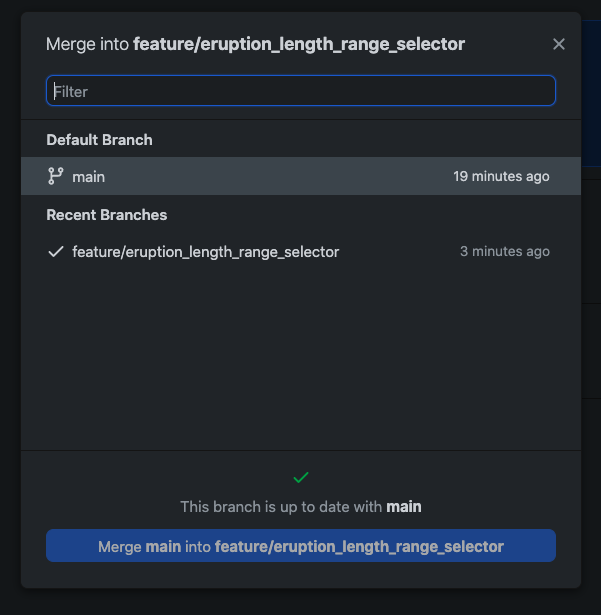 Merge into feature/eruption_length_range_selector
Filter
Default Branch
main 19 minutes ago
Recent Branches
feature/eruption_length_range_selector 3 minutes ago
This branch is up to date with main
Merge main into feature/eruption_length_range_selector